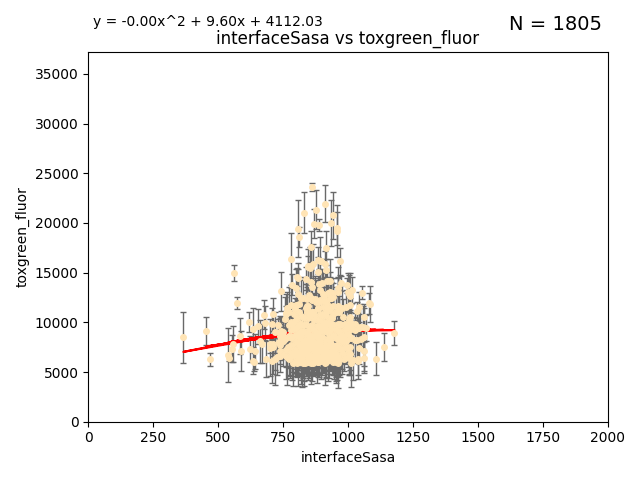 y = -0.00x^2 + 9.60x + 4112.03
N = 1805
interfaceSasa vs toxgreen_fluor
toxgreen_fluor
35000
30000
25000
20000
15000
10000
5000
0
0 250 500 750 1000 1250 1500 1750 2000
interfaceSasa